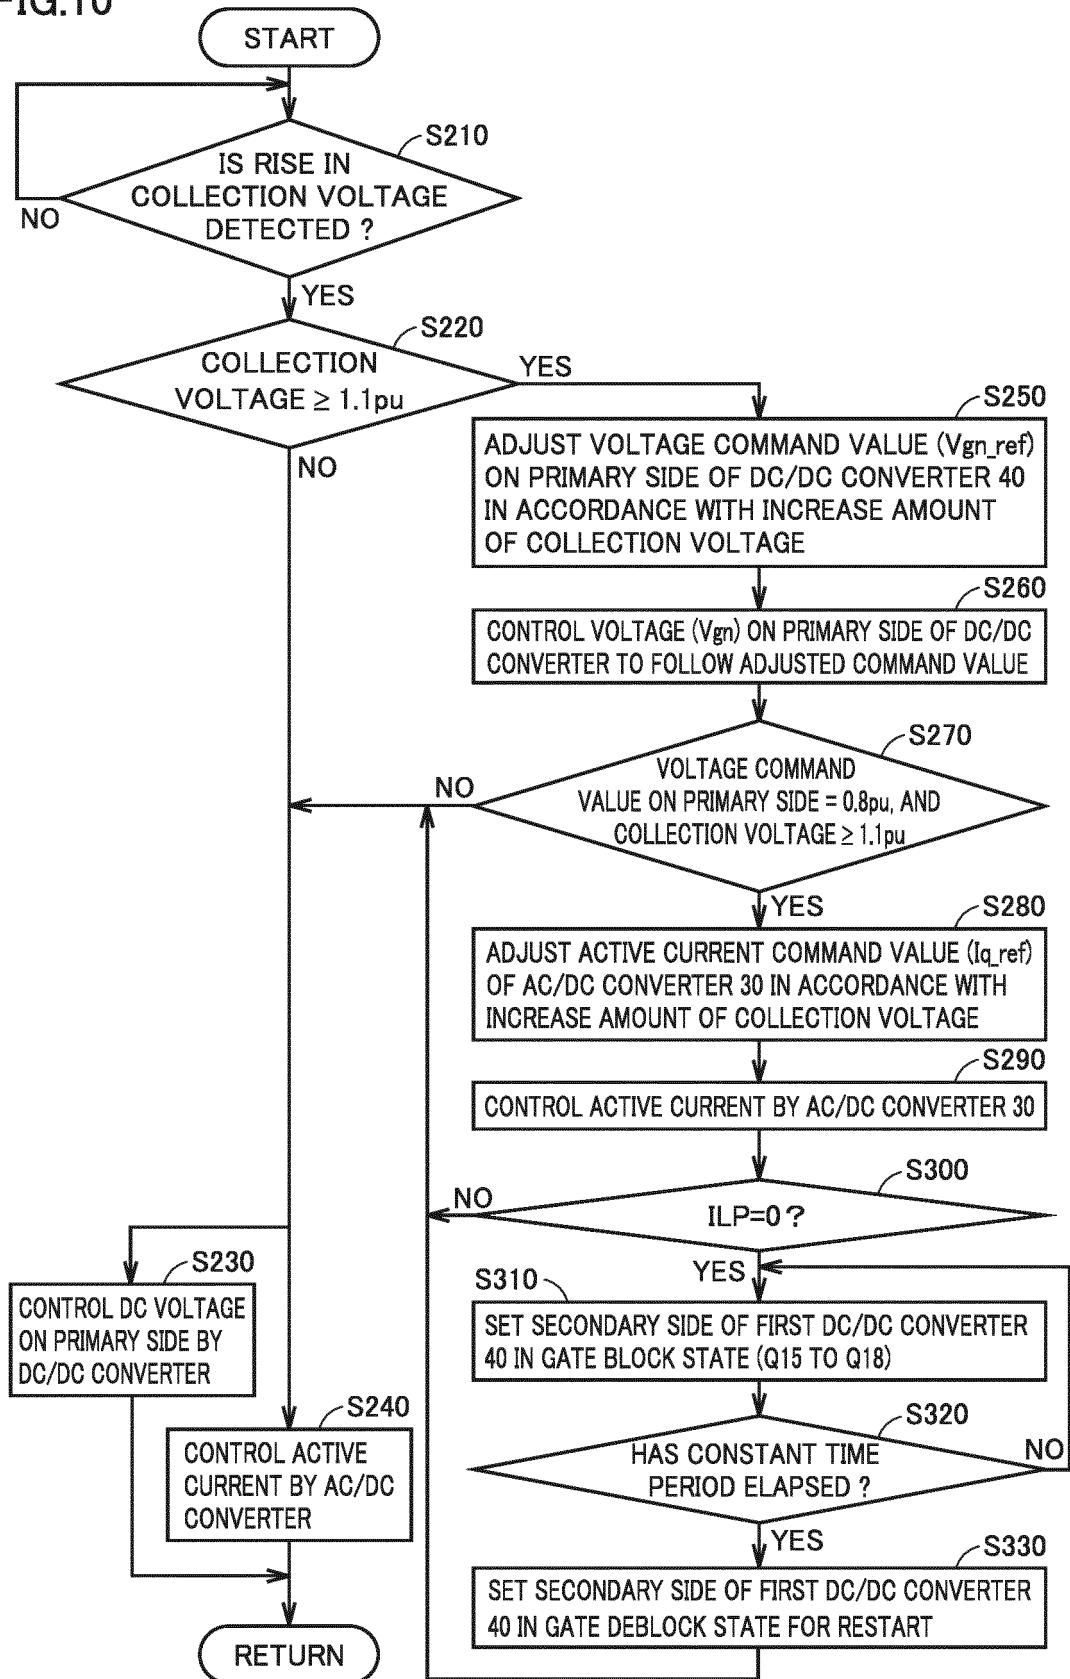 FIG.10
START
S210
IS RISE IN
COLLECTION VOLTAGE
DETECTED ?
NO
YES
S220
COLLECTION
VOLTAGE ≥ 1.1pu
YES
NO
S250
ADJUST VOLTAGE COMMAND VALUE (Vgn_ref)
ON PRIMARY SIDE OF DC/DC CONVERTER 40
IN ACCORDANCE WITH INCREASE AMOUNT
OF COLLECTION VOLTAGE
S260
CONTROL VOLTAGE (Vgn) ON PRIMARY SIDE OF DC/DC
CONVERTER TO FOLLOW ADJUSTED COMMAND VALUE
S270
VOLTAGE COMMAND
VALUE ON PRIMARY SIDE = 0.8pu, AND
COLLECTION VOLTAGE ≥ 1.1pu
NO
YES
S280
ADJUST ACTIVE CURRENT COMMAND VALUE (Iq_ref)
OF AC/DC CONVERTER 30 IN ACCORDANCE WITH
INCREASE AMOUNT OF COLLECTION VOLTAGE
S290
CONTROL ACTIVE CURRENT BY AC/DC CONVERTER 30
S300
ILP=0?
NO
YES
S310
SET SECONDARY SIDE OF FIRST DC/DC CONVERTER
40 IN GATE BLOCK STATE (Q15 TO Q18)
S320
HAS CONSTANT TIME
PERIOD ELAPSED ?
NO
YES
S330
SET SECONDARY SIDE OF FIRST DC/DC CONVERTER
40 IN GATE DEBLOCK STATE FOR RESTART
S230
CONTROL DC VOLTAGE
ON PRIMARY SIDE BY
DC/DC CONVERTER
S240
CONTROL ACTIVE
CURRENT BY AC/DC
CONVERTER
RETURN